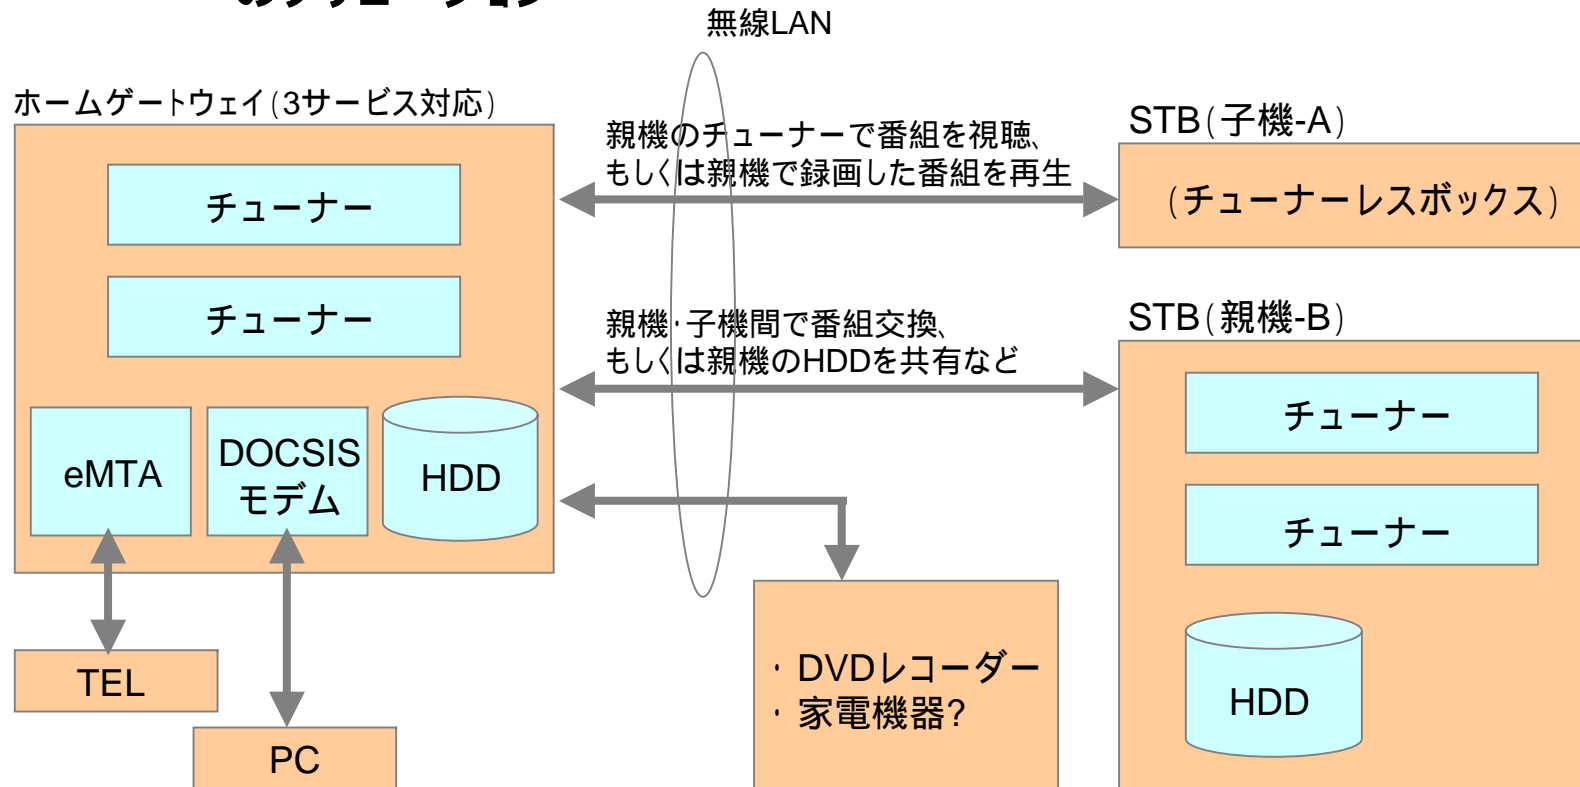 無線LAN
ホームゲートウェイ(3サービス対応)
親機のチューナーで番組を視聴、
もしくは親機で録画した番組を再生
STB(子機-A)
(チューナーレスボックス)
チューナー
チューナー
親機・子機間で番組交換、
もしくは親機のHDDを共有など
STB(親機-B)
チューナー
チューナー
HDD
eMTA
DOCSIS
モデム
HDD
TEL
PC
・DVDレコーダー
・家電機器?